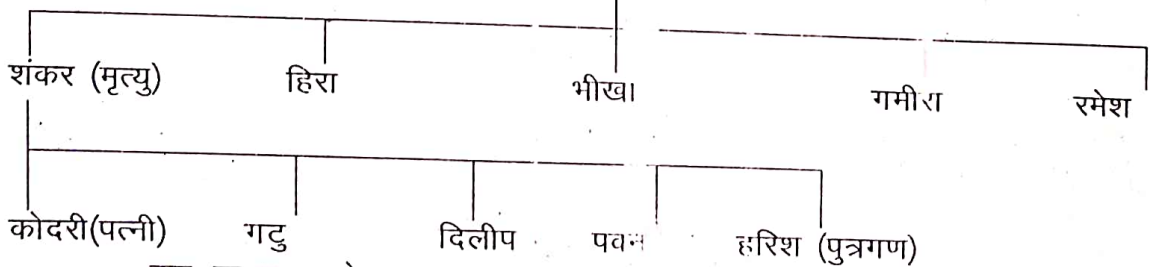 शंकर (मृत्यु) हिरा भीखा गमीरा रमेश
कोदरी(पत्नी) गटु दिलीप पवन हरिश (पुत्रगण)